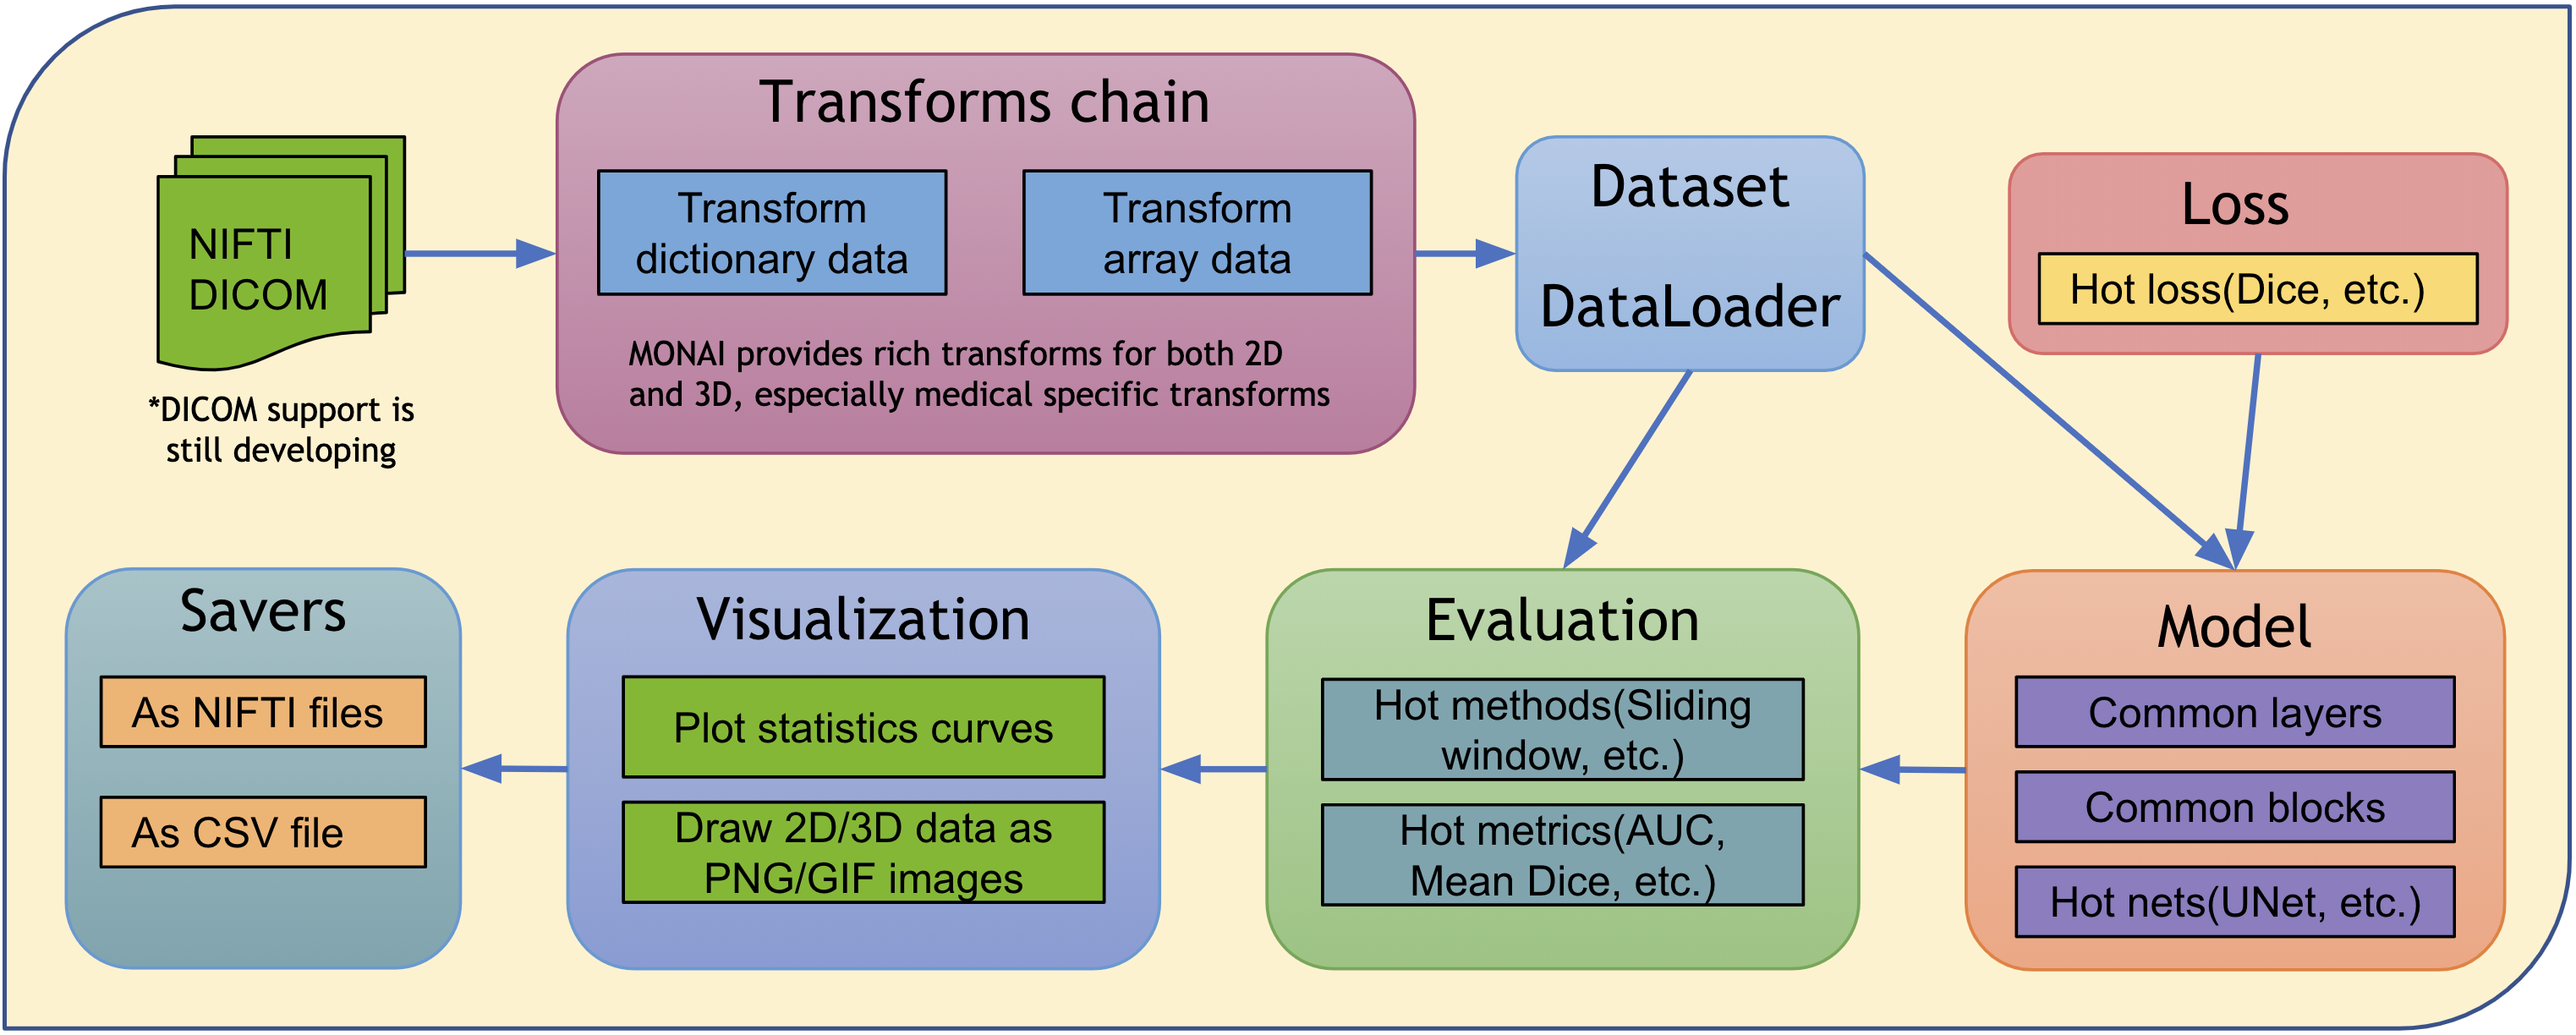 NIFTI
DICOM
*DICOM support is
still developing
Transforms chain
Transform
dictionary data
Transform
array data
MONAI provides rich transforms for both 2D
and 3D, especially medical specific transforms
Dataset
DataLoader
Loss
Hot loss(Dice, etc.)
Savers
As NIFTI files
As CSV file
Visualization
Plot statistics curves
Draw 2D/3D data as
PNG/GIF images
Evaluation
Hot methods(Sliding
window, etc.)
Hot metrics(AUC,
Mean Dice, etc.)
Model
Common layers
Common blocks
Hot nets(UNet, etc.)